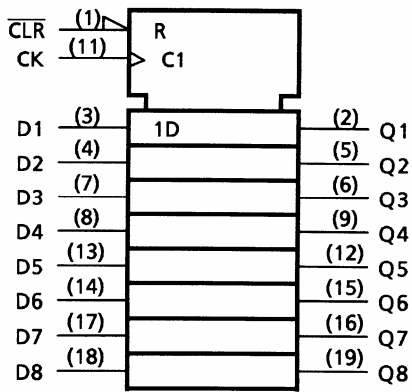 C̅L̅R̅ (1) R
CK (11) C1
D1 (3) 1D (2) Q1
D2 (4) (5) Q2
D3 (7) (6) Q3
D4 (8) (9) Q4
D5 (13) (12) Q5
D6 (14) (15) Q6
D7 (17) (16) Q7
D8 (18) (19) Q8